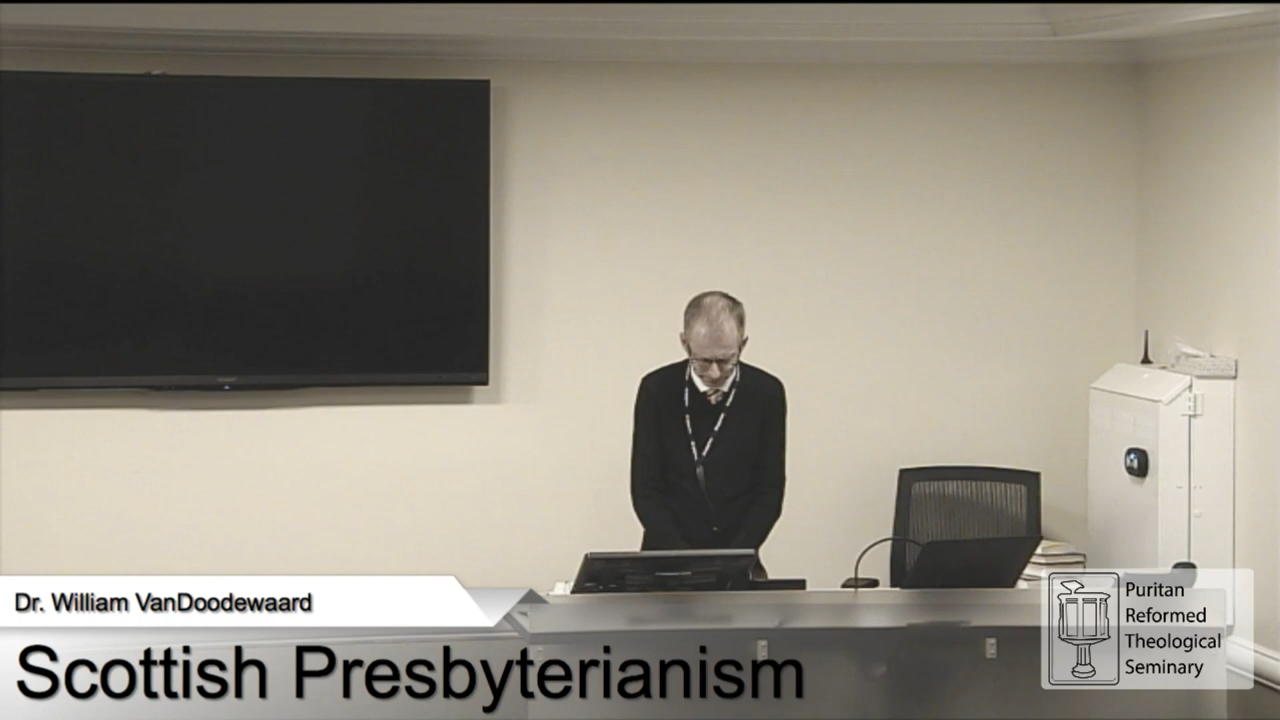 Dr. William VanDoodewaard
Scottish Presbyterianism
Puritan
Reformed
Theological
Seminary